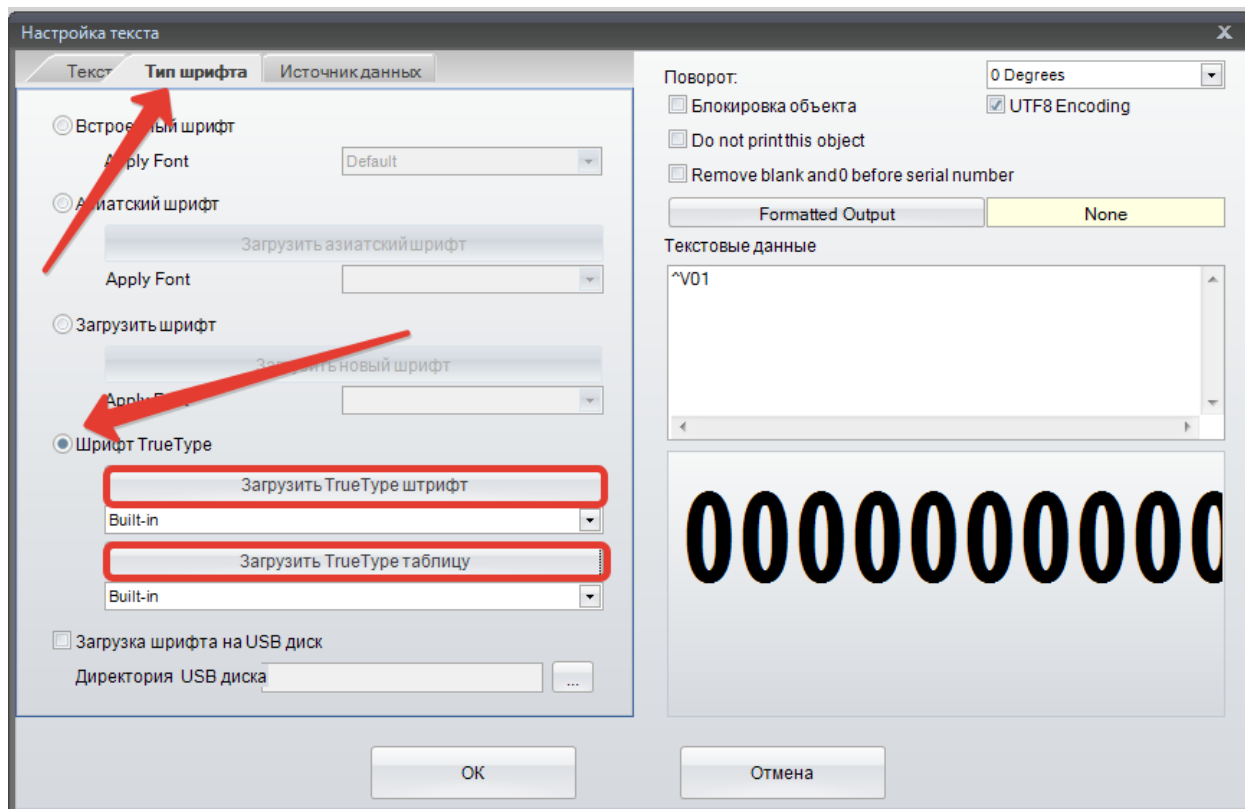 Настройка текста
X
Текст
Тип шрифта
Источник данных
Встроенный шрифт
Apply Font
Default
Азиатский шрифт
Загрузить азиатский шрифт
Apply Font
Загрузить шрифт
Загрузить новый шрифт
Apply Font
Шрифт TrueType
Загрузить TrueType штрифт
Built-in
Загрузить TrueType таблицу
Built-in
Загрузка шрифта на USB диск
Директория USB диска
...
Поворот:
0 Degrees
Блокировка объекта
UTF8 Encoding
Do not print this object
Remove blank and 0 before serial number
Formatted Output
None
Текстовые данные
^V01
0000000000
ОК
Отмена